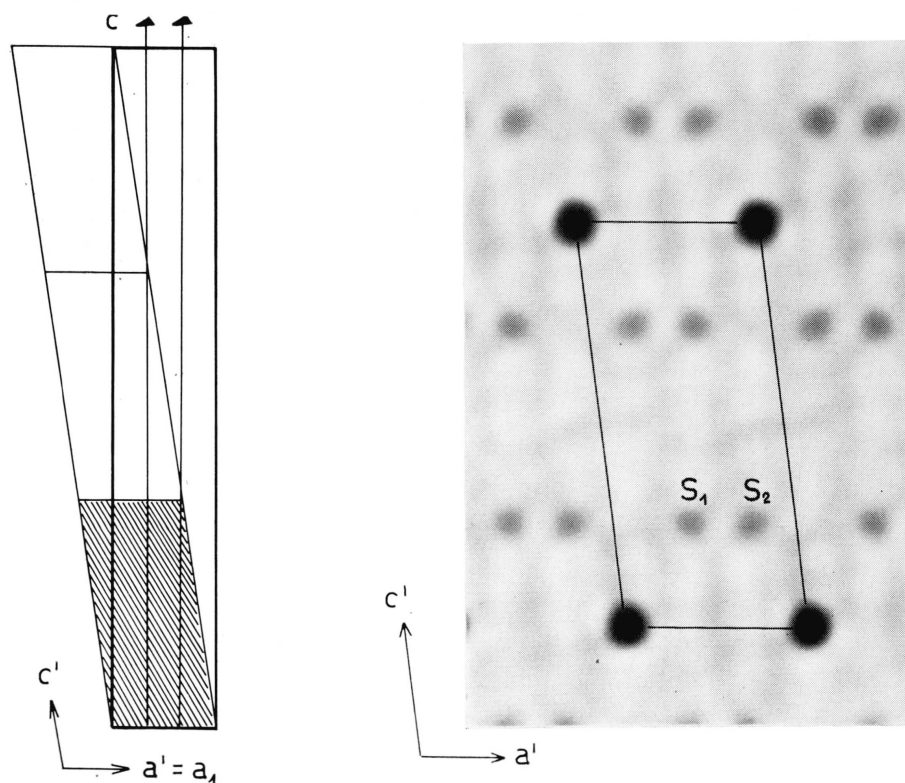 C
c'
a' = a₁
S₁ S₂
c'
a'